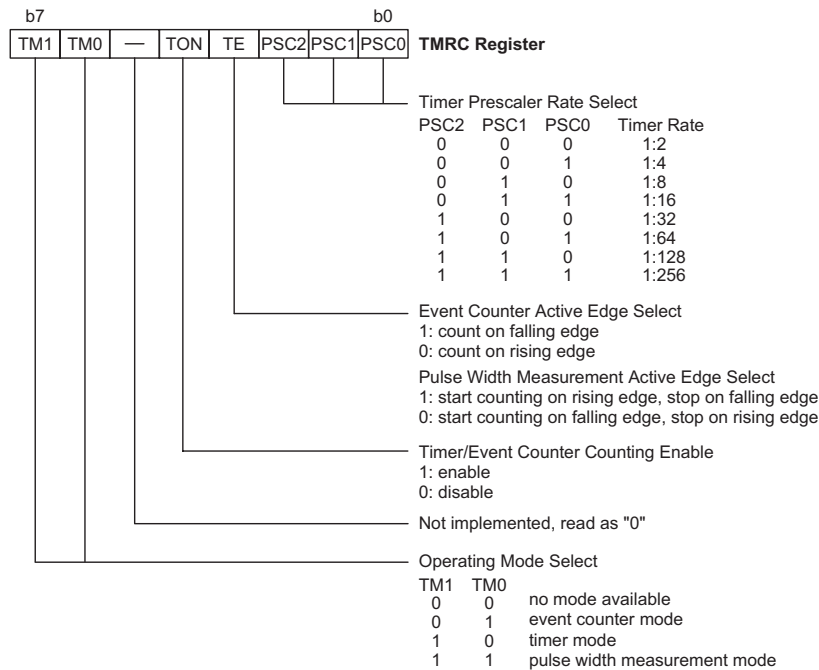 b7 b0
TM1 TM0 — TON TE PSC2 PSC1 PSC0 TMRC Register
Timer Prescaler Rate Select
PSC2 PSC1 PSC0 Timer Rate
0 0 0 1:2
0 0 1 1:4
0 1 0 1:8
0 1 1 1:16
1 0 0 1:32
1 0 1 1:64
1 1 0 1:128
1 1 1 1:256
Event Counter Active Edge Select
1: count on falling edge
0: count on rising edge
Pulse Width Measurement Active Edge Select
1: start counting on rising edge, stop on falling edge
0: start counting on falling edge, stop on rising edge
Timer/Event Counter Counting Enable
1: enable
0: disable
Not implemented, read as "0"
Operating Mode Select
TM1 TM0
0 0 no mode available
0 1 event counter mode
1 0 timer mode
1 1 pulse width measurement mode